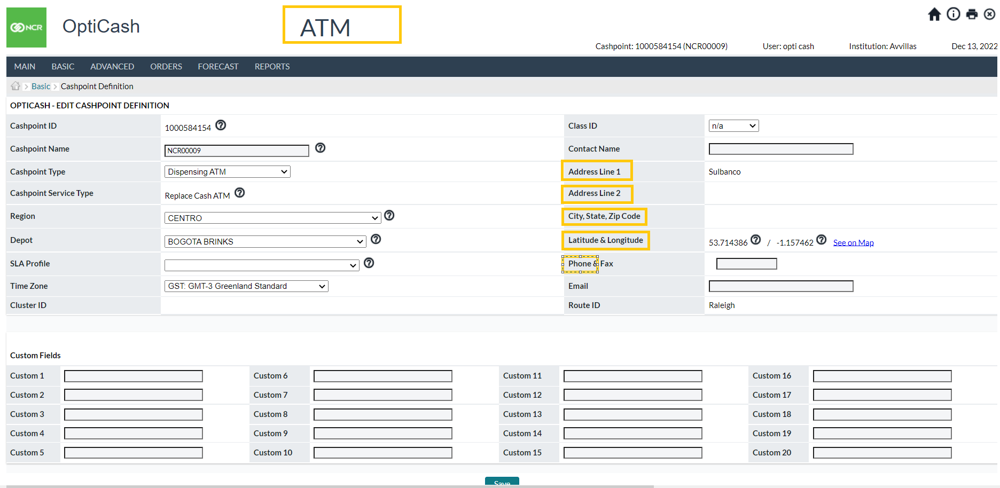 NCR
OptiCash
ATM
Cashpoint: 1000584154 (NCR00009) User: opti cash Institution: Avvillas Dec 13, 2022
MAIN BASIC ADVANCED ORDERS FORECAST REPORTS
Basic > Cashpoint Definition
OPTICASH - EDIT CASHPOINT DEFINITION
Cashpoint ID 1000584154 Class ID n/a
Cashpoint Name NCR00009 Contact Name
Cashpoint Type Dispensing ATM Address Line 1 Sulbanco
Cashpoint Service Type Replace Cash ATM Address Line 2
Region CENTRO City, State, Zip Code
Depot BOGOTA BRINKS Latitude & Longitude 53.714386 / -1.157462 See on Map
SLA Profile Phone & Fax
Time Zone GST: GMT-3 Greenland Standard Email
Cluster ID Route ID Raleigh
Custom Fields
Custom 1 Custom 6 Custom 11 Custom 16
Custom 2 Custom 7 Custom 12 Custom 17
Custom 3 Custom 8 Custom 13 Custom 18
Custom 4 Custom 9 Custom 14 Custom 19
Custom 5 Custom 10 Custom 15 Custom 20
Save